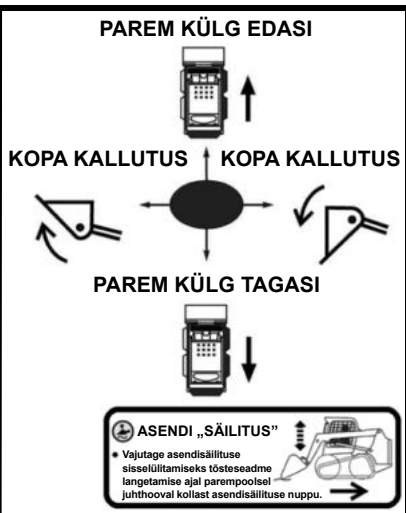 PAREM KÜLG EDASI
KOPA KALLUTUS KOPA KALLUTUS
PAREM KÜLG TAGASI
ASENDI „SÄILITUS”
Vajutage asendisäilituse
sisselülitamiseks tõsteseadme
langetamise ajal parempoolsel
juhthooval kollast asendisäilituse nuppu.